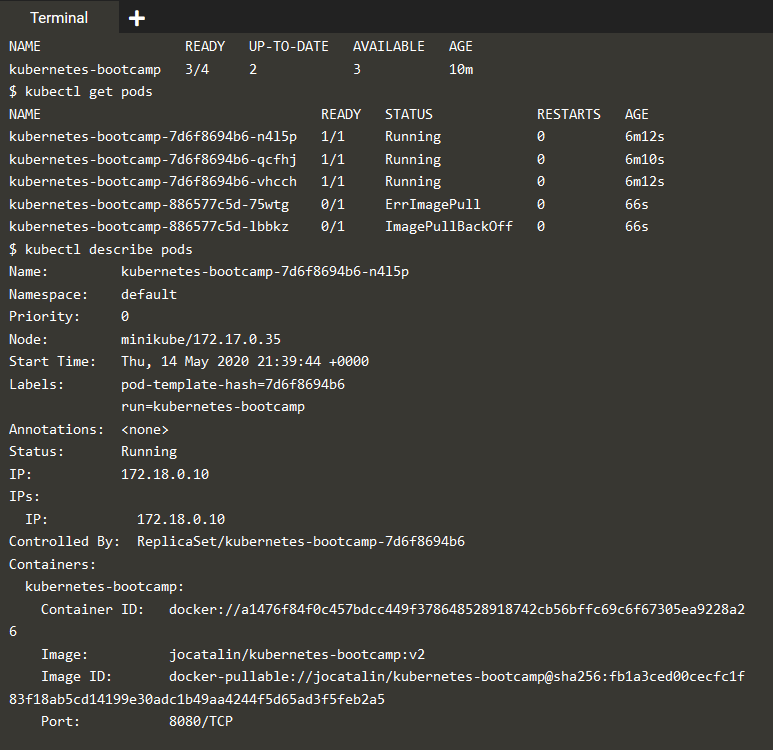 Terminal +
NAME READY UP-TO-DATE AVAILABLE AGE
kubernetes-bootcamp 3/4 2 3 10m
$ kubectl get pods
NAME READY STATUS RESTARTS AGE
kubernetes-bootcamp-7d6f8694b6-n4l5p 1/1 Running 0 6m12s
kubernetes-bootcamp-7d6f8694b6-qcfhj 1/1 Running 0 6m10s
kubernetes-bootcamp-7d6f8694b6-vhcch 1/1 Running 0 6m12s
kubernetes-bootcamp-886577c5d-75wtg 0/1 ErrImagePull 0 66s
kubernetes-bootcamp-886577c5d-lbbkz 0/1 ImagePullBackOff 0 66s
$ kubectl describe pods
Name: kubernetes-bootcamp-7d6f8694b6-n4l5p
Namespace: default
Priority: 0
Node: minikube/172.17.0.35
Start Time: Thu, 14 May 2020 21:39:44 +0000
Labels: pod-template-hash=7d6f8694b6
run=kubernetes-bootcamp
Annotations: <none>
Status: Running
IP: 172.18.0.10
IPs:
IP: 172.18.0.10
Controlled By: ReplicaSet/kubernetes-bootcamp-7d6f8694b6
Containers:
kubernetes-bootcamp:
Container ID: docker://a1476f84f0c457bdcc449f378648528918742cb56bffc69c6f67305ea9228a2
6
Image: jocatalin/kubernetes-bootcamp:v2
Image ID: docker-pullable://jocatalin/kubernetes-bootcamp@sha256:fb1a3ced00cecfc1f
83f18ab5cd14199e30adc1b49aa4244f5d65ad3f5feb2a5
Port: 8080/TCP